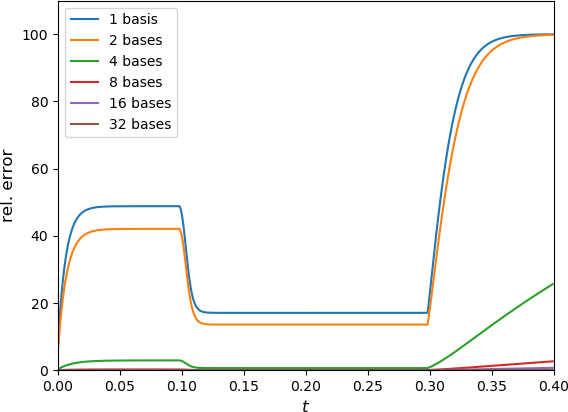 1 basis
2 bases
4 bases
8 bases
16 bases
32 bases
rel. error
100
80
60
40
20
0
0.00 0.05 0.10 0.15 0.20 0.25 0.30 0.35 0.40
t